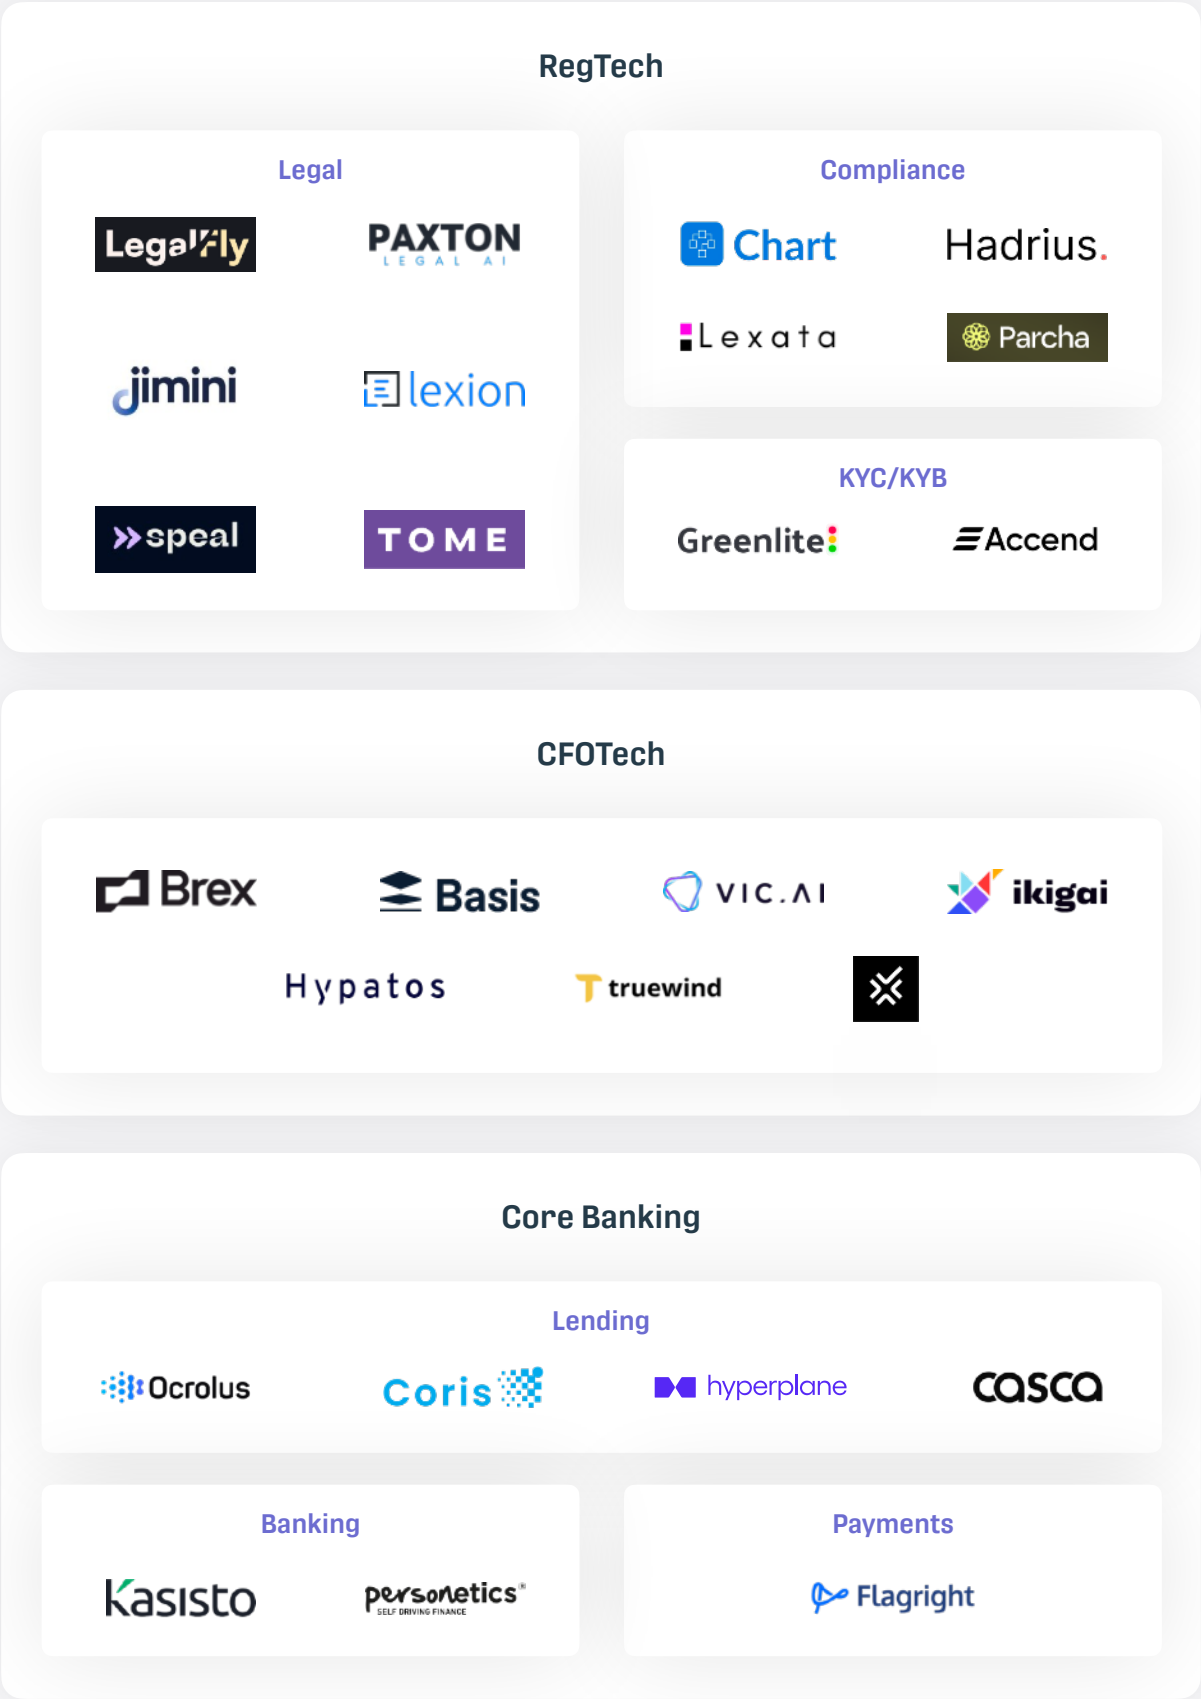 RegTech
Legal
Legalfly
PAXTON
LEGAL AI
jimini
lexion
speal
TOME
Compliance
Chart
Hadrius.
Lexata
Parcha
KYC/KYB
Greenlite
Accend
CFOTech
Brex
Basis
VIC.AI
ikigai
Hypatos
truewind
Core Banking
Lending
Ocrolus
Coris
hyperplane
casca
Banking
Kasisto
personetics®
SELF DRIVING FINANCE
Payments
Flagright